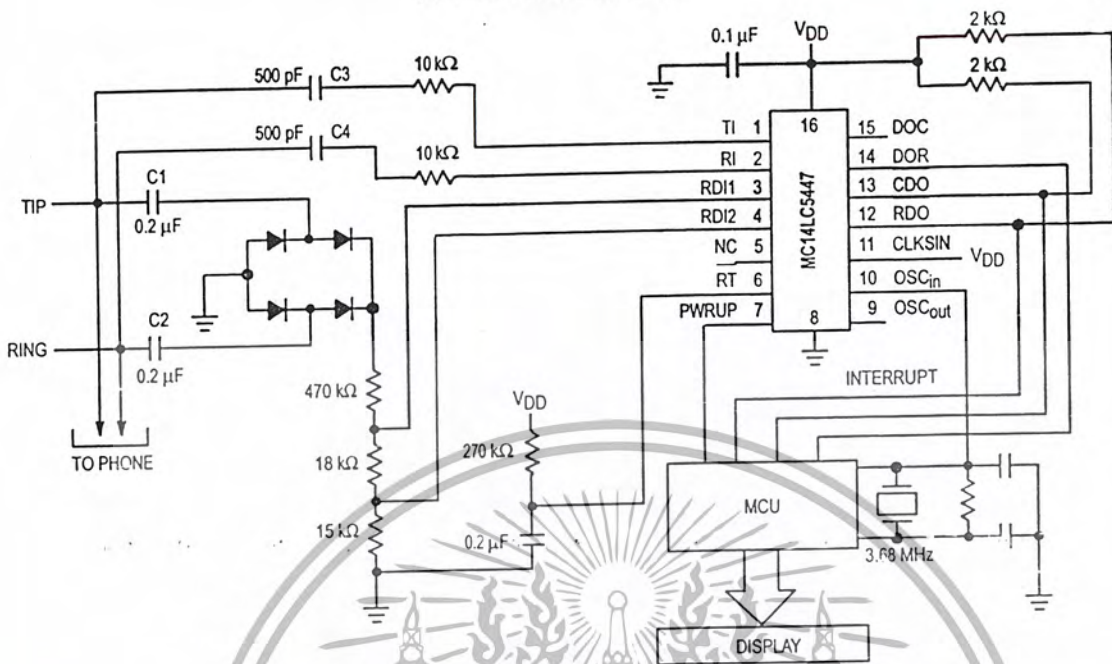 0.1 µF
VDD
2 kΩ
2 kΩ
500 pF
C3
10 kΩ
500 pF
C4
10 kΩ
TI 1
RI 2
RDI1 3
RDI2 4
NC 5
RT 6
PWRUP 7
16
MC14LC5447
8
15 DOC
14 DOR
13 CDO
12 RDO
11 CLKSIN
VDD
10 OSCin
9 OSCout
TIP
C1
0.2 µF
RING
C2
0.2 µF
TO PHONE
470 kΩ
18 kΩ
15 kΩ
VDD
270 kΩ
0.2 µF
INTERRUPT
MCU
3.68 MHz
DISPLAY